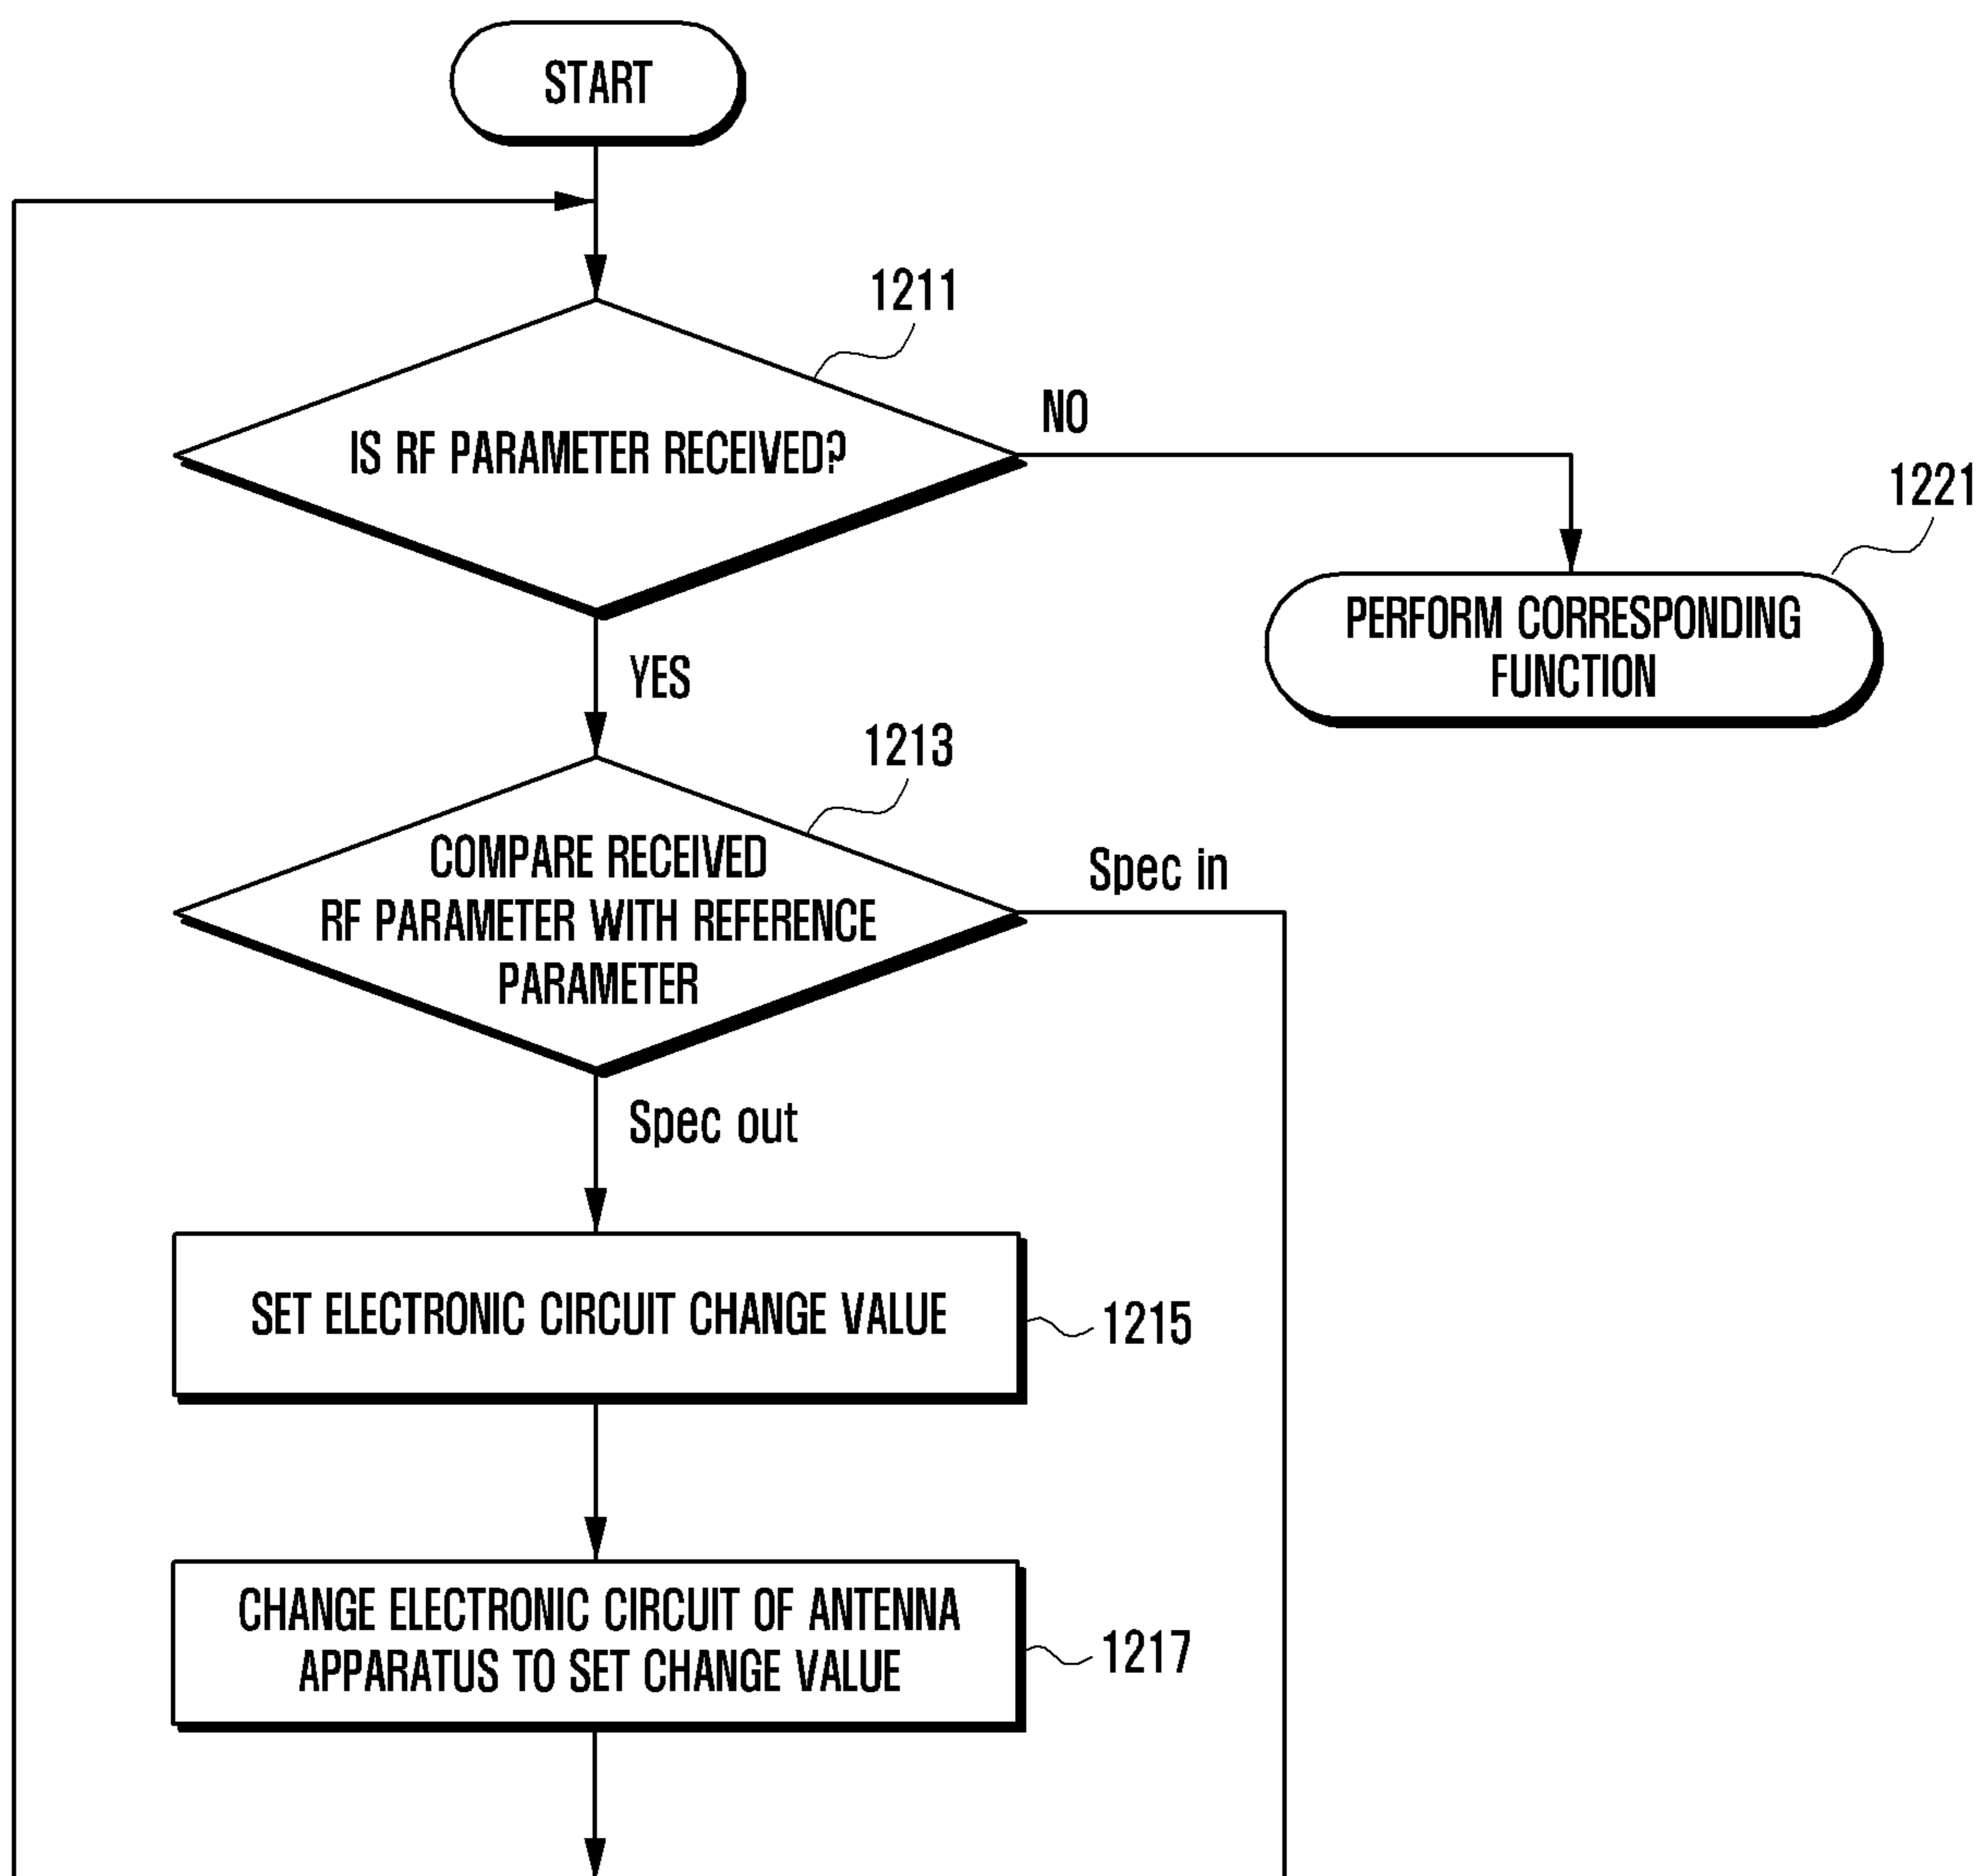 START
1211
IS RF PARAMETER RECEIVED?
NO
1221
PERFORM CORRESPONDING
FUNCTION
YES
1213
COMPARE RECEIVED
RF PARAMETER WITH REFERENCE
PARAMETER
Spec in
Spec out
SET ELECTRONIC CIRCUIT CHANGE VALUE
1215
CHANGE ELECTRONIC CIRCUIT OF ANTENNA
APPARATUS TO SET CHANGE VALUE
1217